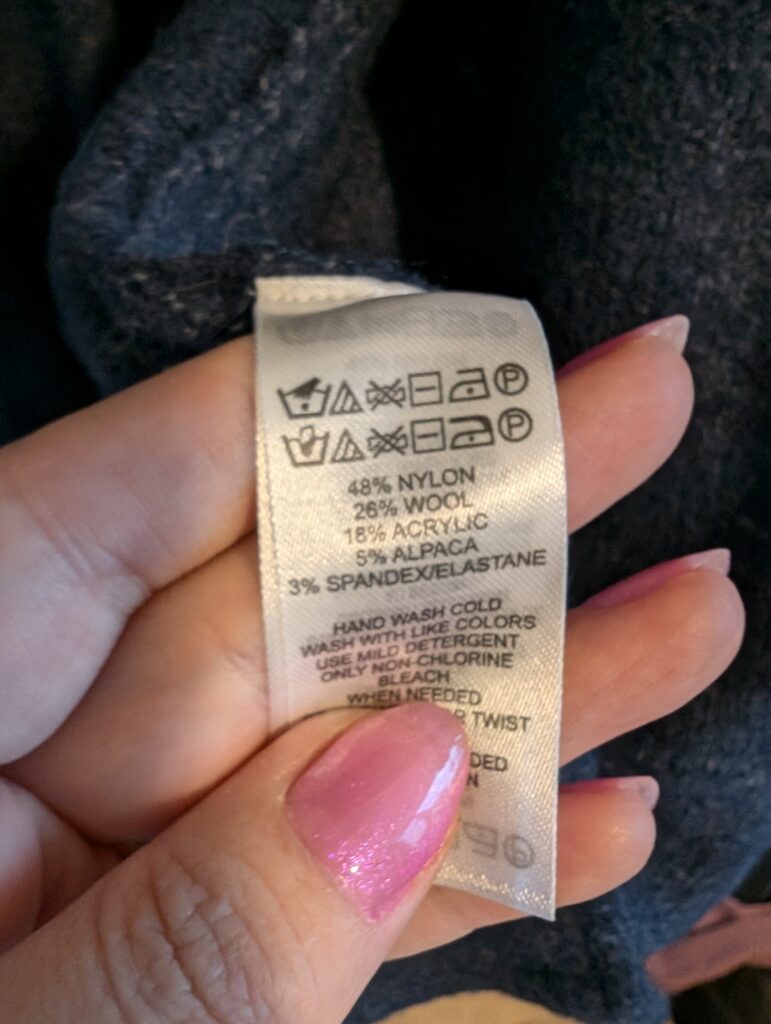 P
P
48% NYLON
26% WOOL
18% ACRYLIC
5% ALPACA
3% SPANDEX/ELASTANE
HAND WASH COLD
WASH WITH LIKE COLORS
USE MILD DETERGENT
ONLY NON-CHLORINE
BLEACH
WHEN NEEDED
TWIST